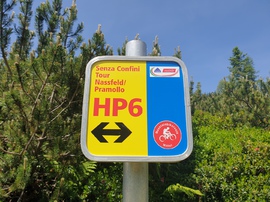 Senza Confini
Tour
Nassfeld/
Pramollo
HP6